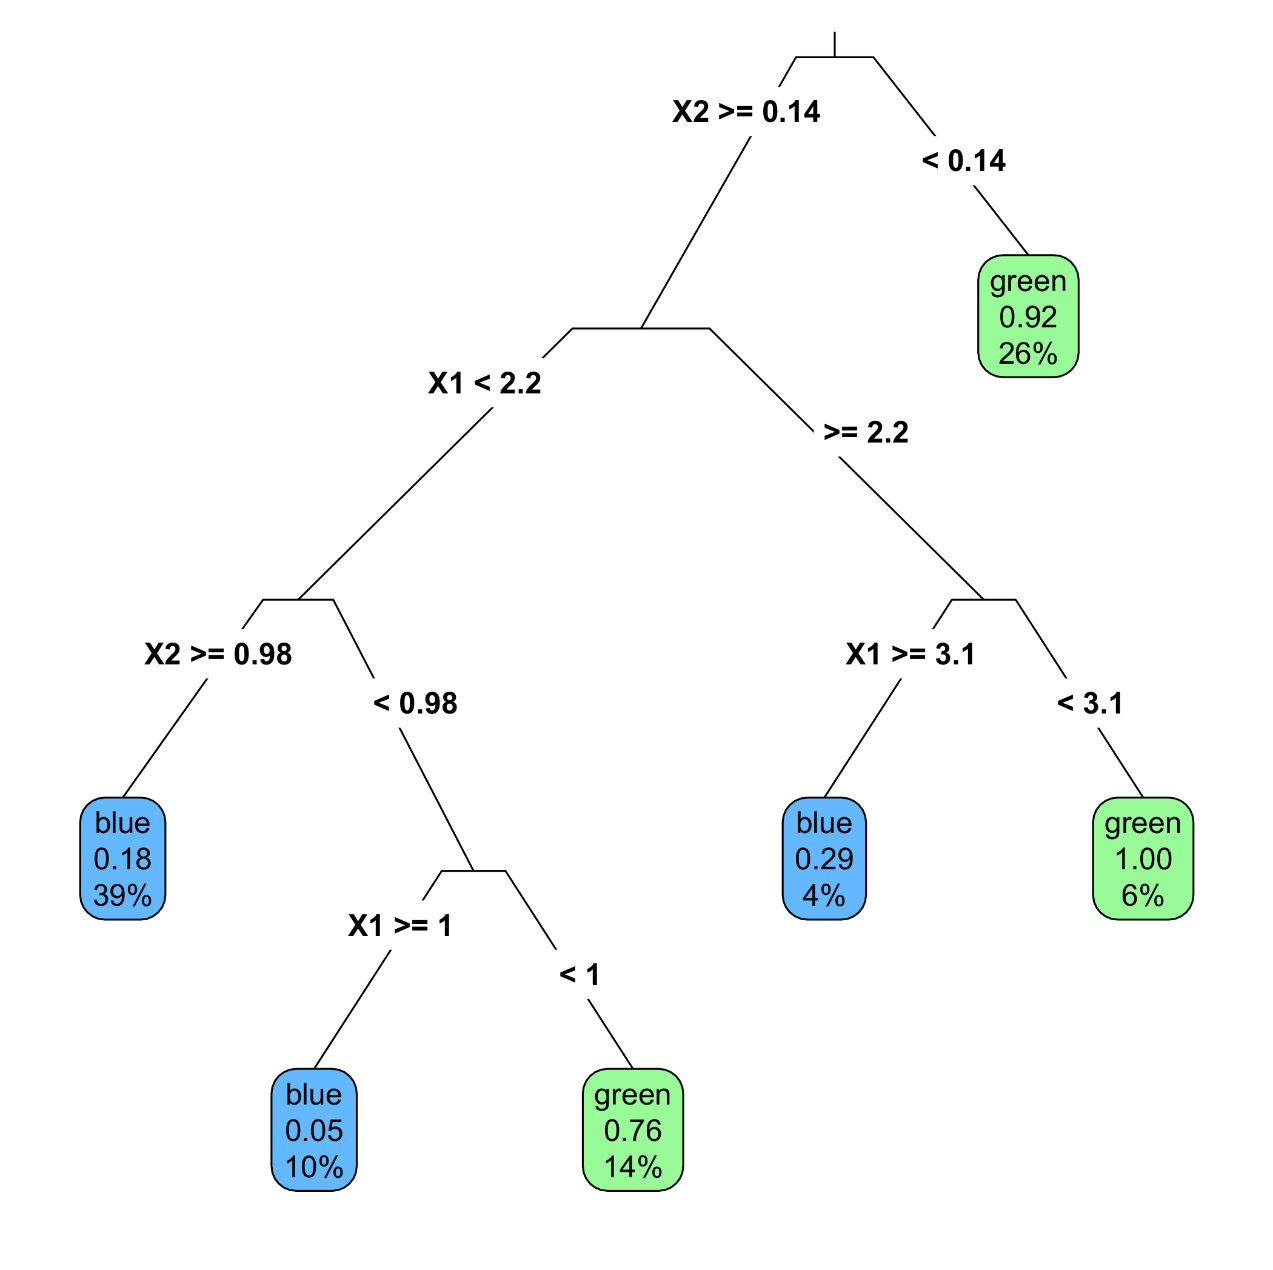 X2 >= 0.14
< 0.14
green
0.92
26%
X1 < 2.2
>= 2.2
X2 >= 0.98
< 0.98
X1 >= 3.1
< 3.1
blue
0.18
39%
blue
0.29
4%
green
1.00
6%
X1 >= 1
< 1
blue
0.05
10%
green
0.76
14%